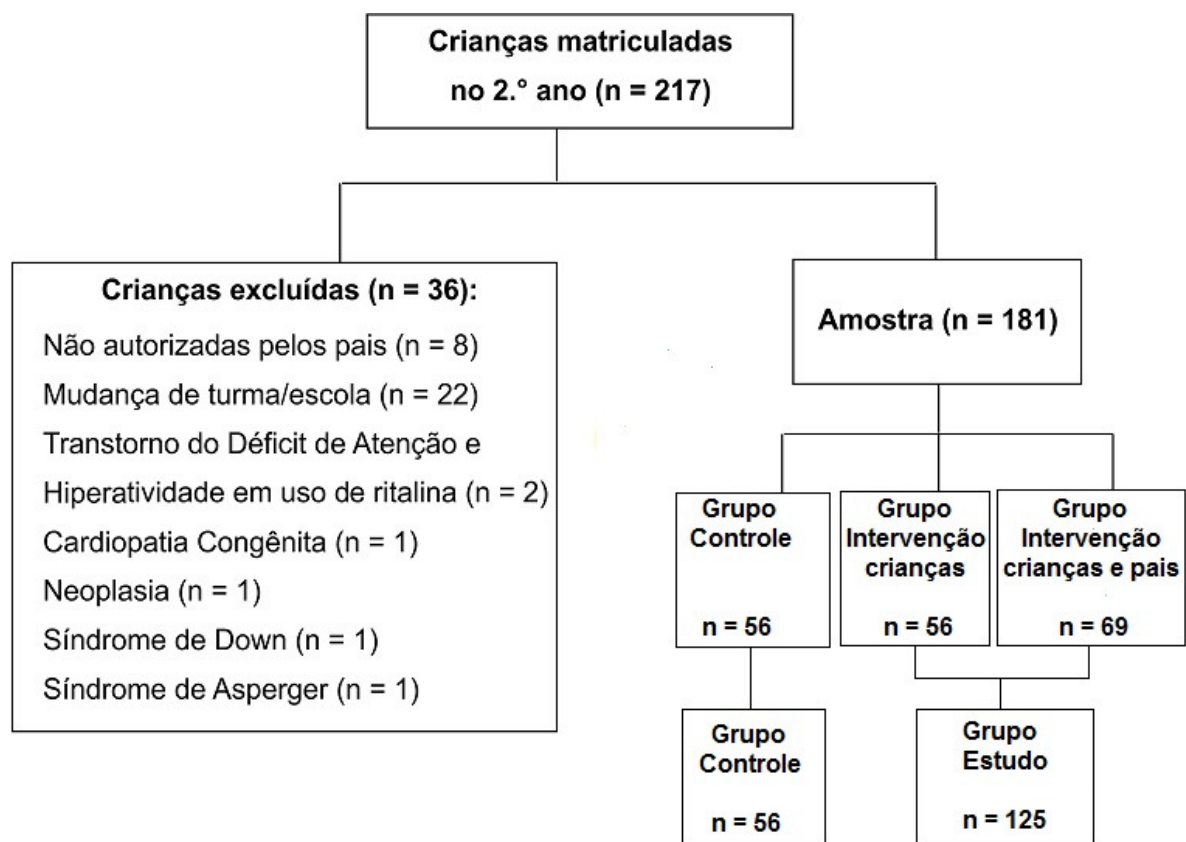 Crianças matriculadas
no 2.° ano (n = 217)
Crianças excluídas (n = 36):
Não autorizadas pelos pais (n = 8)
Mudança de turma/escola (n = 22)
Transtorno do Déficit de Atenção e
Hiperatividade em uso de ritalina (n = 2)
Cardiopatia Congênita (n = 1)
Neoplasia (n = 1)
Síndrome de Down (n = 1)
Síndrome de Asperger (n = 1)
Amostra (n = 181)
Grupo
Controle
n = 56
Grupo
Intervenção
crianças
n = 56
Grupo
Intervenção
crianças e pais
n = 69
Grupo
Controle
n = 56
Grupo
Estudo
n = 125